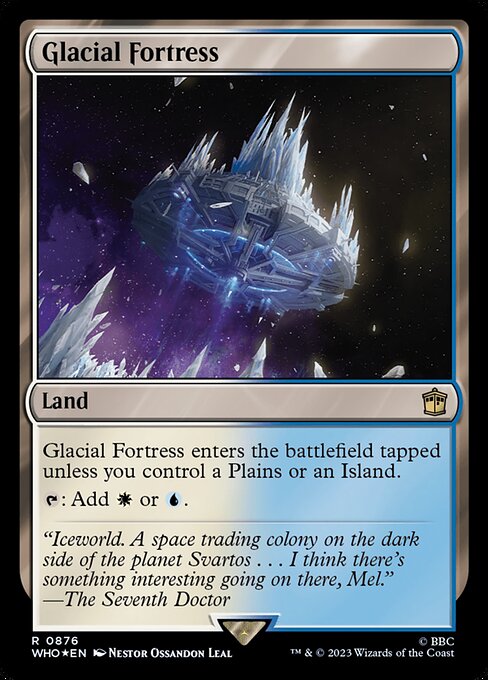 Glacial Fortress
Land
Glacial Fortress enters the battlefield tapped
unless you control a Plains or an Island.
: Add or .
“Iceworld. A space trading colony on the dark
side of the planet Svartos . . . I think there’s
something interesting going on there, Mel.”
—The Seventh Doctor
R 0876
WHO★EN Nestor Ossandon Leal
© BBC
™ & © 2023 Wizards of the Coast